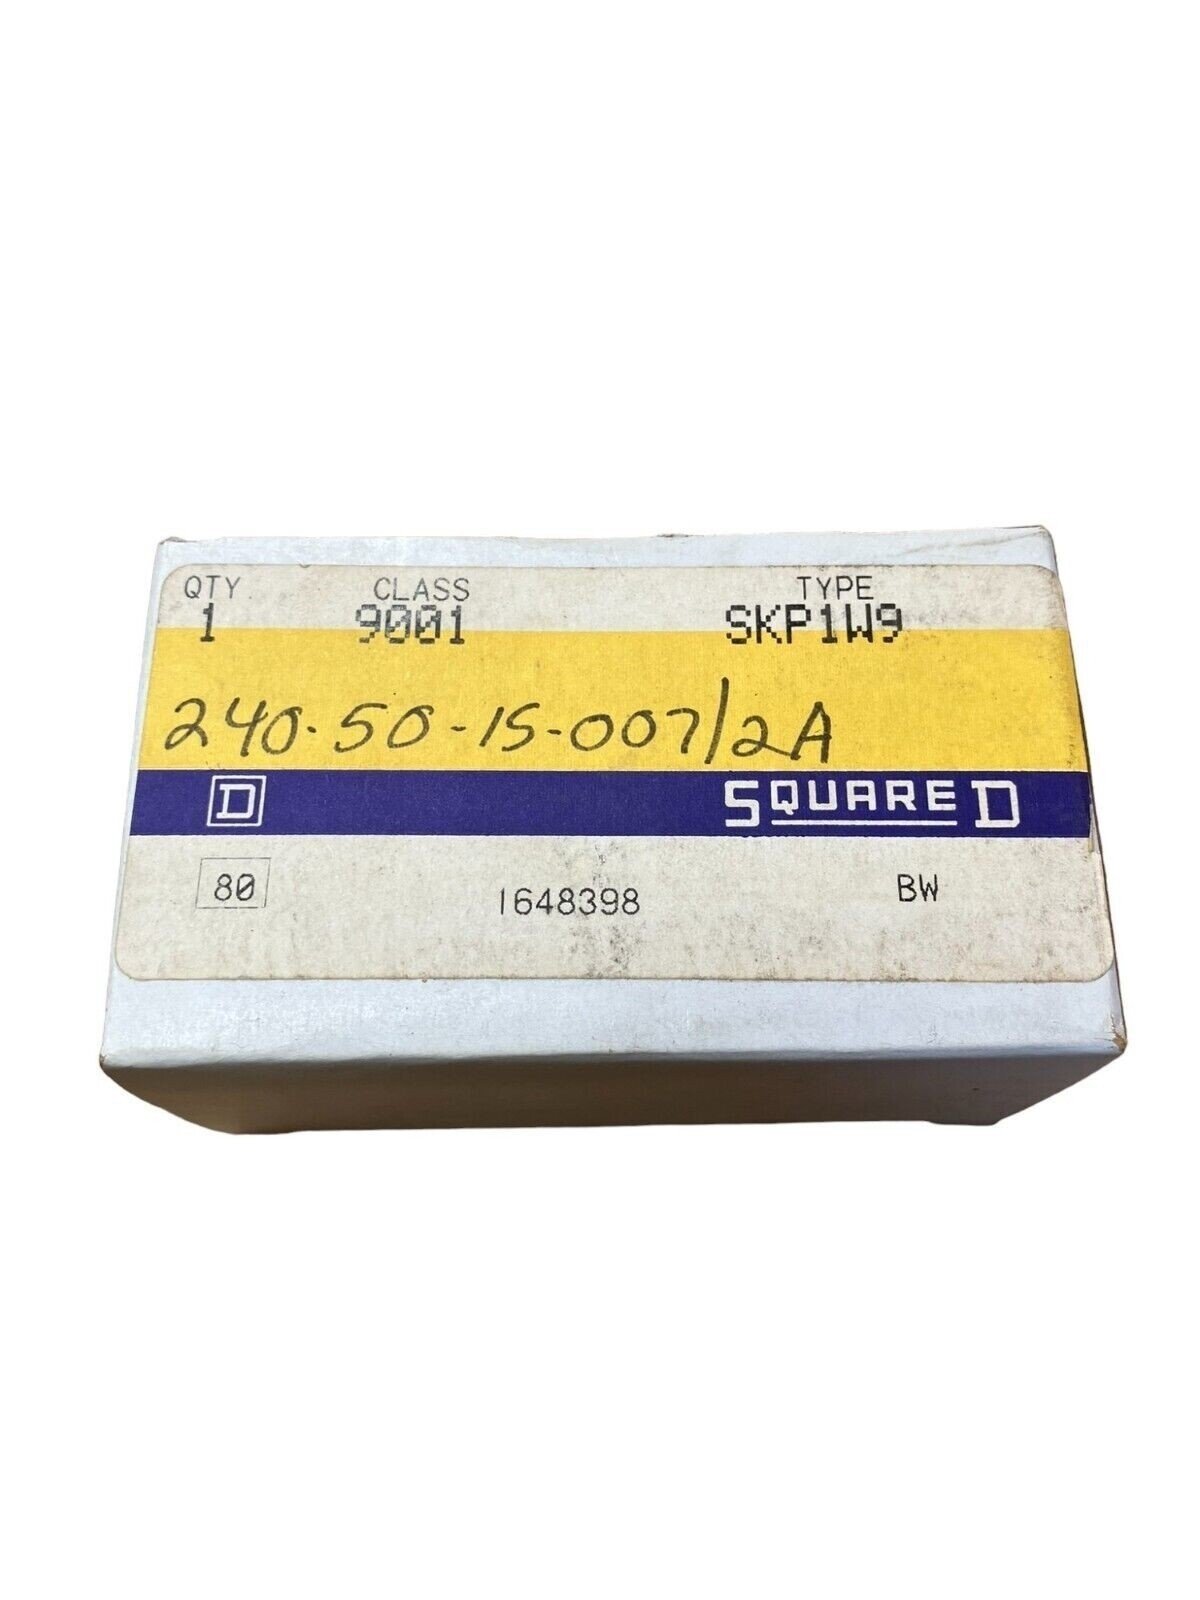 QTY CLASS TYPE
1 9001 SKP1W9
240-50-15-007/2A
D SQUARE D
80 1648398 BW